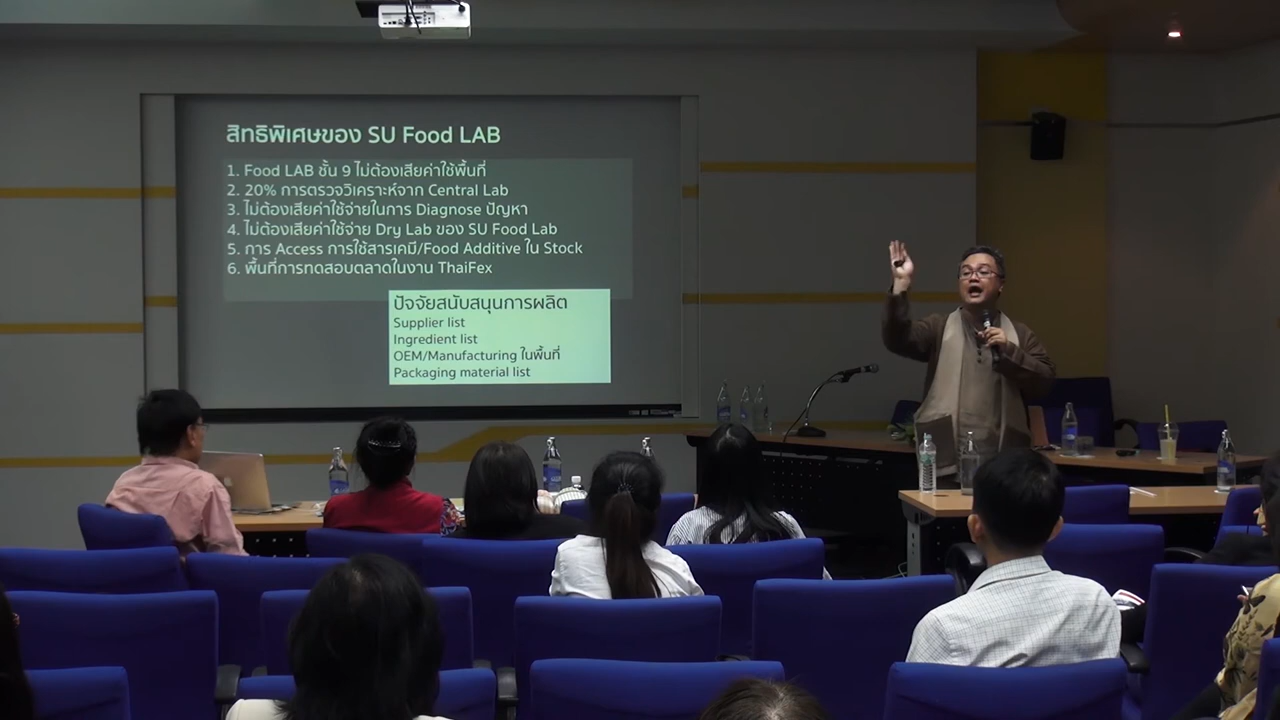 สิทธิพิเศษของ SU Food LAB
1. Food LAB ชั้น 9 ไม่ต้องเสียค่าใช้พื้นที่
2. 20% การตรวจวิเคราะห์จาก Central Lab
3. ไม่ต้องเสียค่าใช้จ่ายในการ Diagnose ปัญหา
4. ไม่ต้องเสียค่าใช้จ่าย Dry Lab ของ SU Food Lab
5. การ Access การใช้สารเคมี/Food Additive ใน Stock
6. พื้นที่การทดสอบตลาดในงาน ThaiFex
ปัจจัยสนับสนุนการผลิต
Supplier list
Ingredient list
OEM/Manufacturing ในพื้นที่
Packaging material list